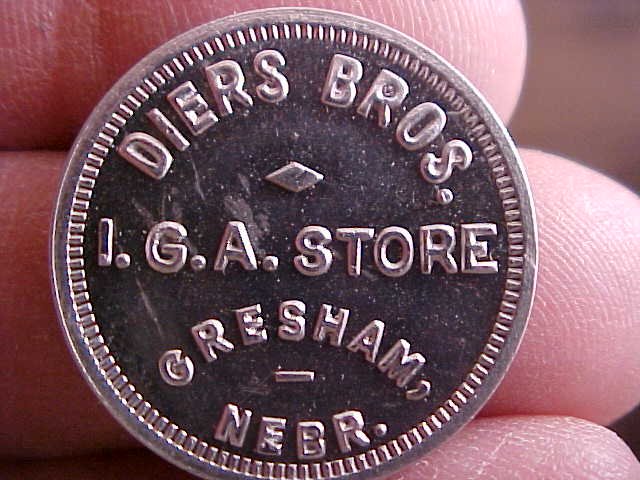 DIERS BROS.
I.G.A. STORE
GRESHAM,
NEBR.